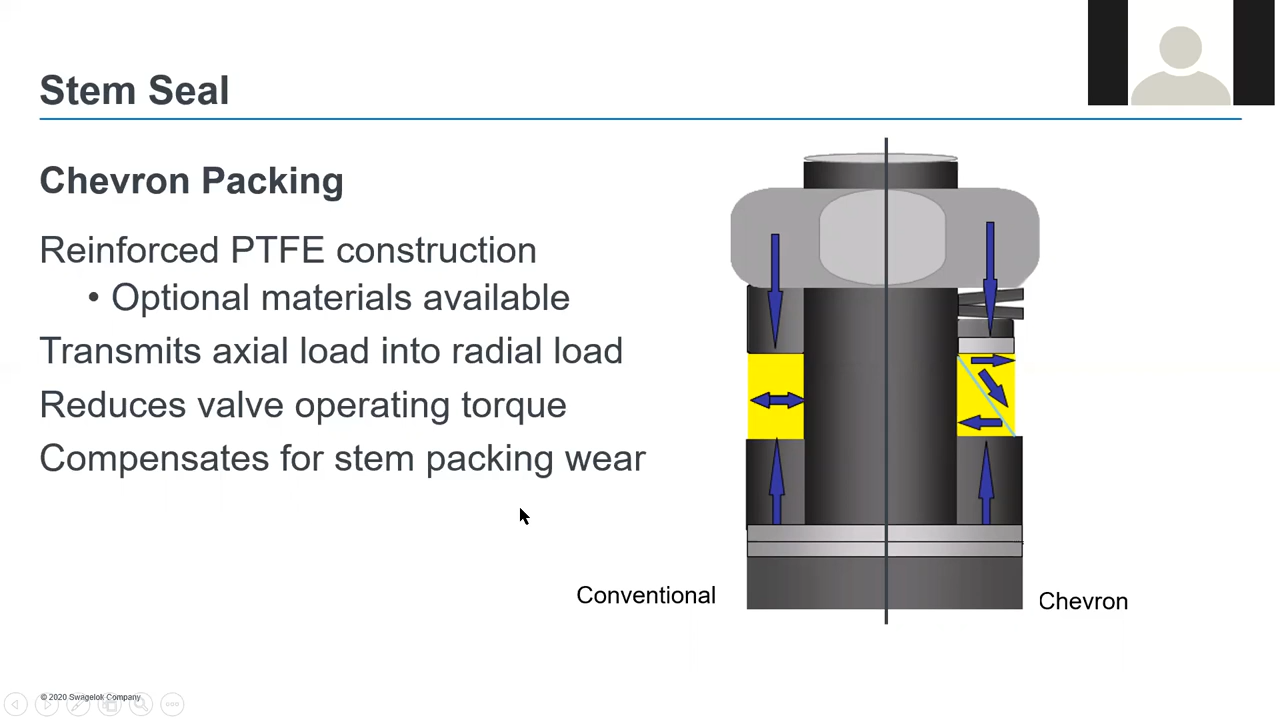 Stem Seal
Chevron Packing
Reinforced PTFE construction
• Optional materials available
Transmits axial load into radial load
Reduces valve operating torque
Compensates for stem packing wear
Conventional
Chevron
© 2020 Swagelok Company